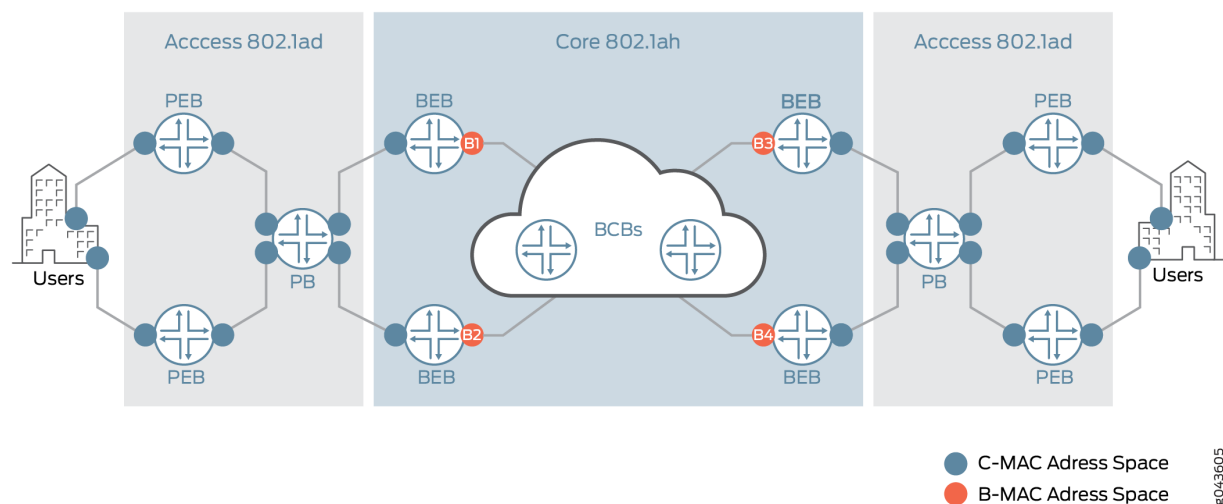 Acccess 802.1ad
Core 802.1ah
Acccess 802.1ad
PEB
BEB
BEB
PEB
B1
B3
Users
PB
BCBs
PB
Users
B2
B4
PEB
BEB
BEB
PEB
C-MAC Adress Space
B-MAC Adress Space
g043605